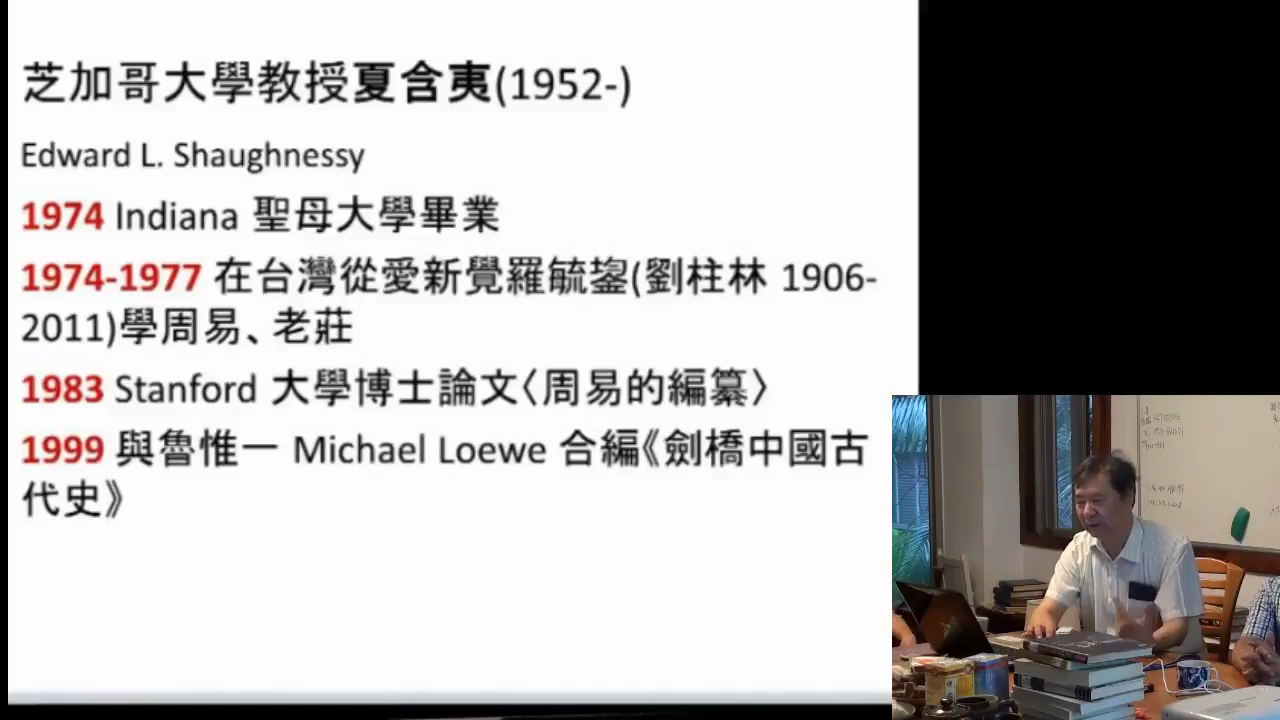 芝加哥大學教授夏含夷(1952-)
Edward L. Shaughnessy
1974 Indiana 聖母大學畢業
1974-1977 在台灣從愛新覺羅毓鋆(劉柱林 1906-
2011)學周易、老莊
1983 Stanford 大學博士論文〈周易的編纂〉
1999 與魯惟一 Michael Loewe 合編《劍橋中國古
代史》